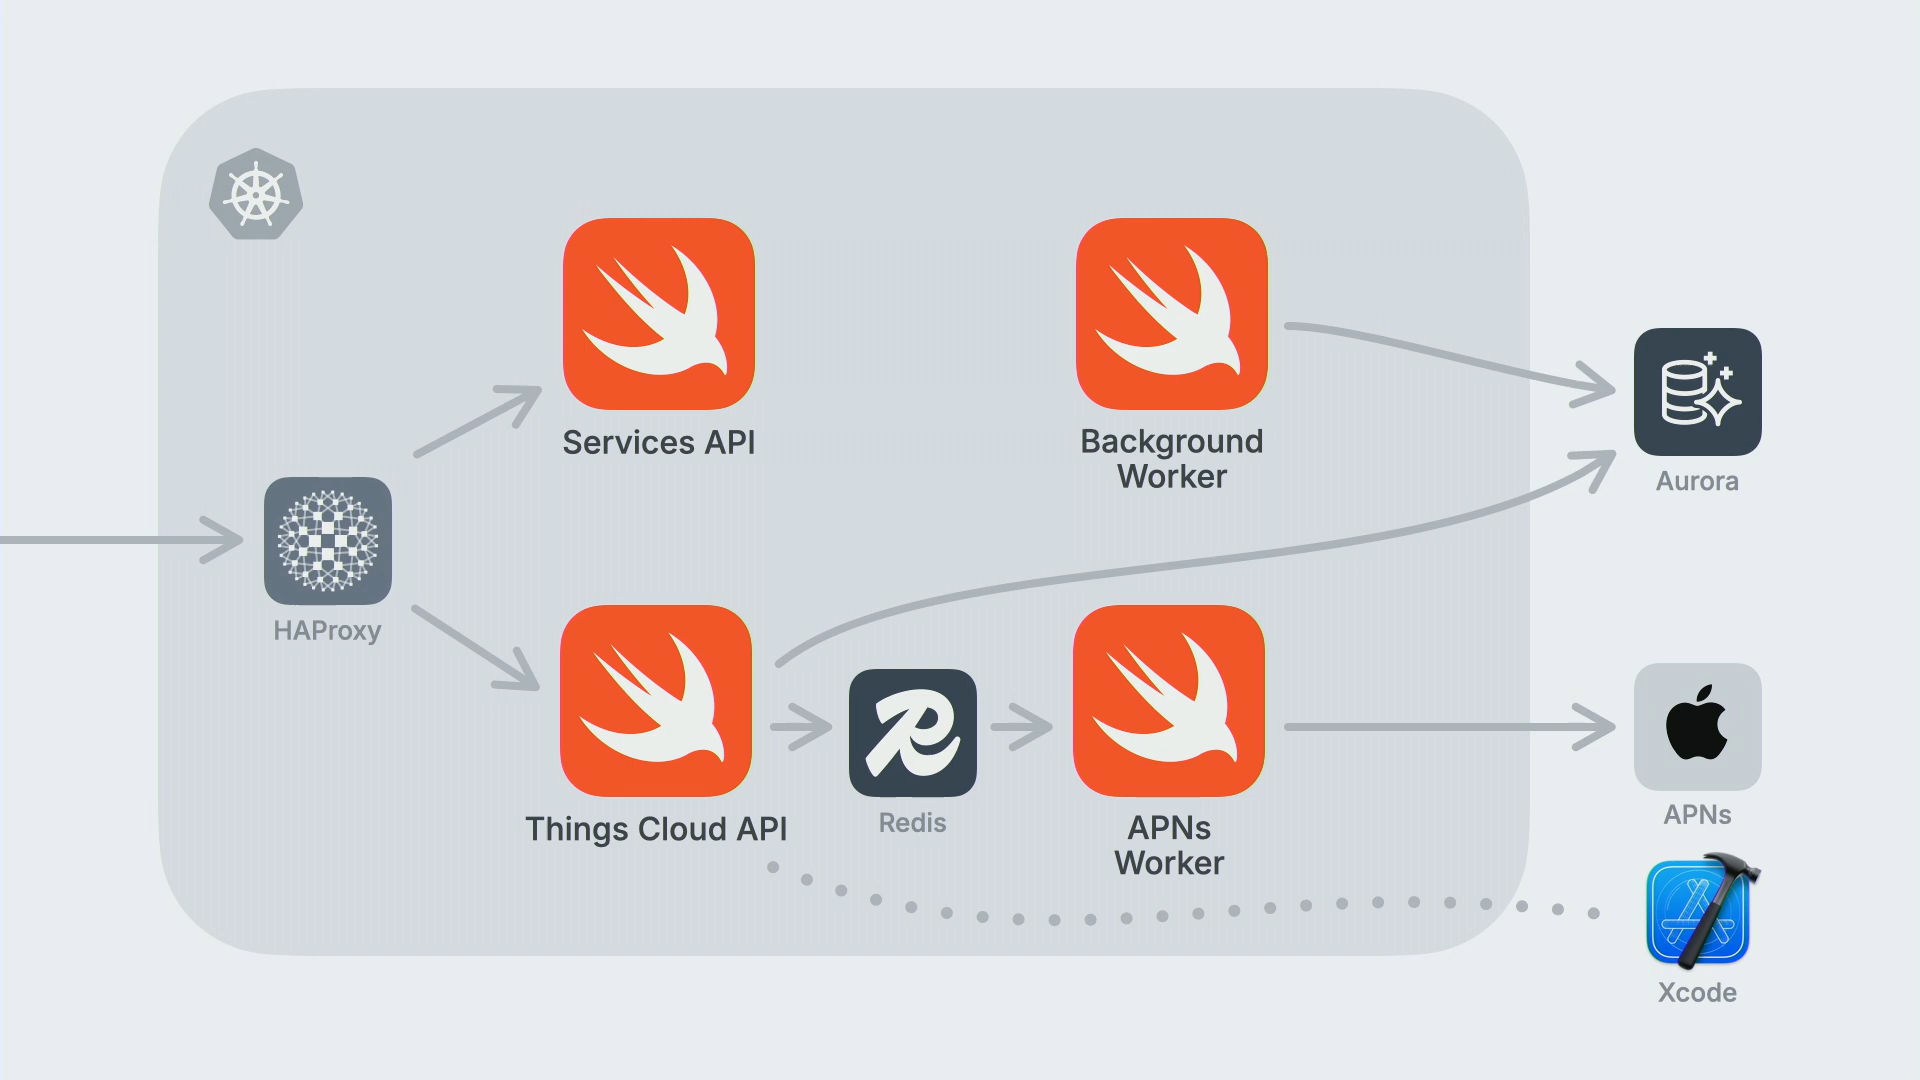 Services API
Background
Worker
Aurora
HAProxy
Things Cloud API
Redis
APNs
Worker
APNs
Xcode